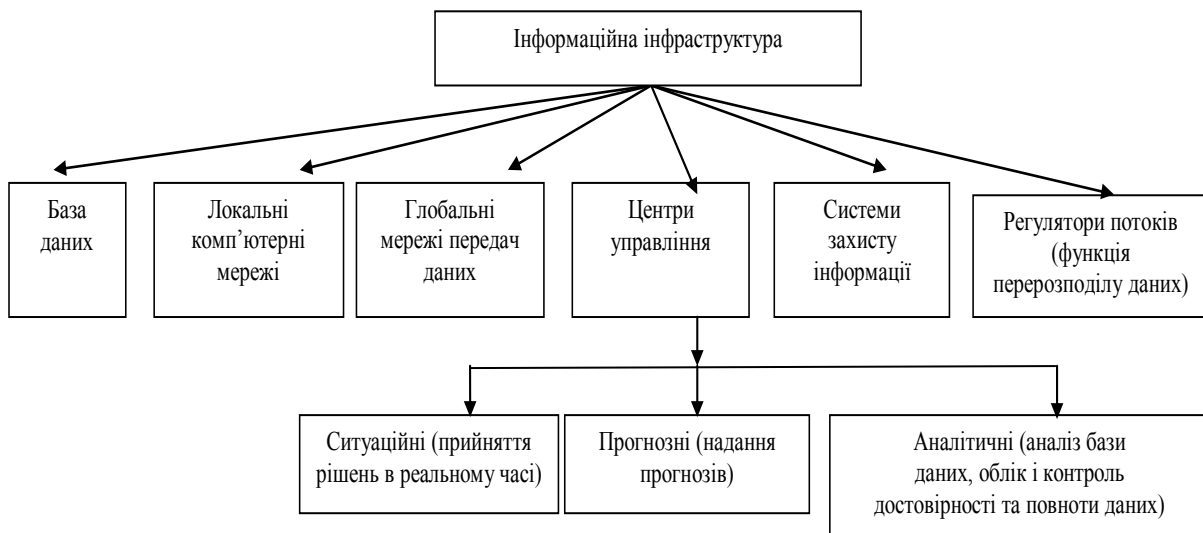 Інформаційна інфраструктура
База
даних
Локальні
комп’ютерні
мережі
Глобальні
мережі передач
даних
Центри
управління
Системи
захисту
інформації
Регулятори потоків
(функція
перерозподілу даних)
Ситуаційні (прийняття
рішень в реальному часі)
Прогнозні (надання
прогнозів)
Аналітичні (аналіз бази
даних, облік і контроль
достовірності та повноти даних)